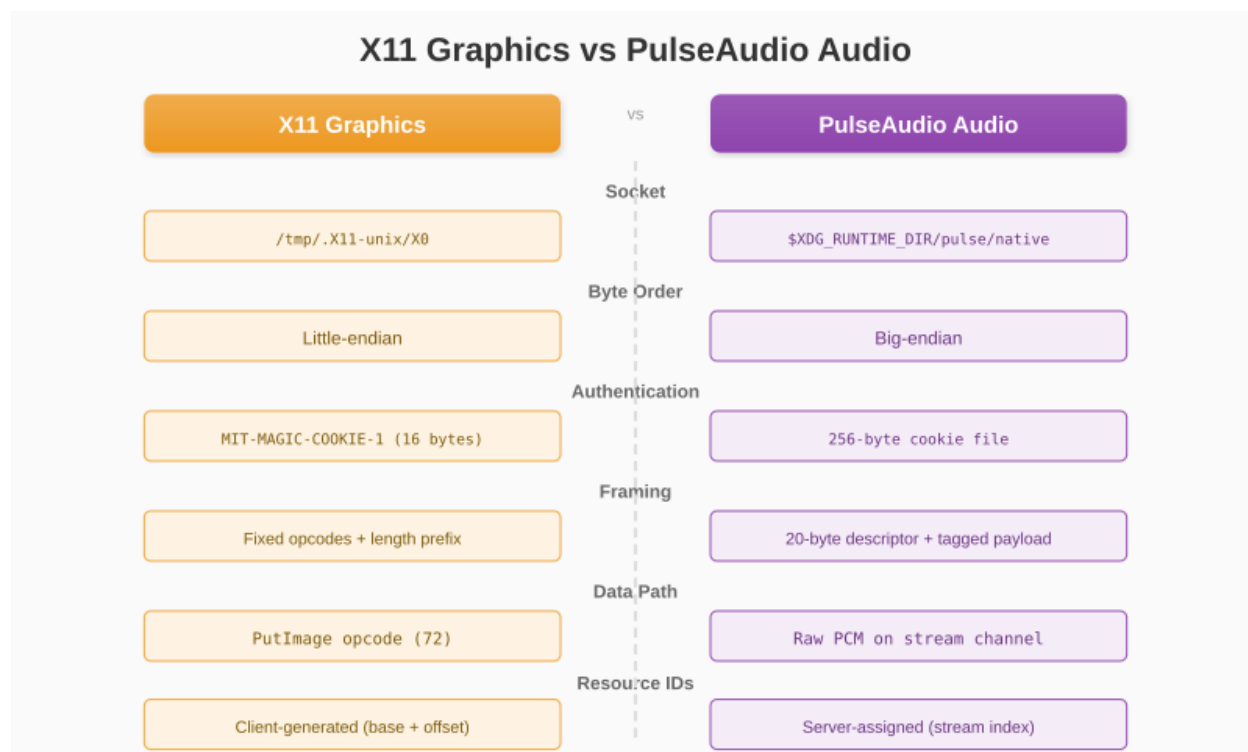 X11 Graphics vs PulseAudio Audio
X11 Graphics
vs
PulseAudio Audio
Socket
/tmp/.X11-unix/X0
$XDG_RUNTIME_DIR/pulse/native
Byte Order
Little-endian
Big-endian
Authentication
MIT-MAGIC-COOKIE-1 (16 bytes)
256-byte cookie file
Framing
Fixed opcodes + length prefix
20-byte descriptor + tagged payload
Data Path
PutImage opcode (72)
Raw PCM on stream channel
Resource IDs
Client-generated (base + offset)
Server-assigned (stream index)